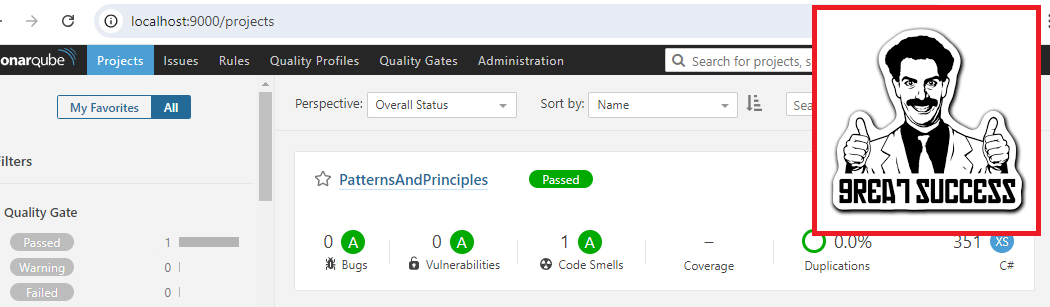 localhost:9000/projects
onarqube Projects Issues Rules Quality Profiles Quality Gates Administration Search for projects, s
My Favorites All
Perspective: Overall Status Sort by: Name Sea
ilters
PatternsAndPrinciples Passed
Quality Gate
Passed 1
Warning 0
Failed 0
0 A 0 A 1 A – 0.0% 351 XS
Bugs Vulnerabilities Code Smells Coverage Duplications C#
9REA7 SUCCESS